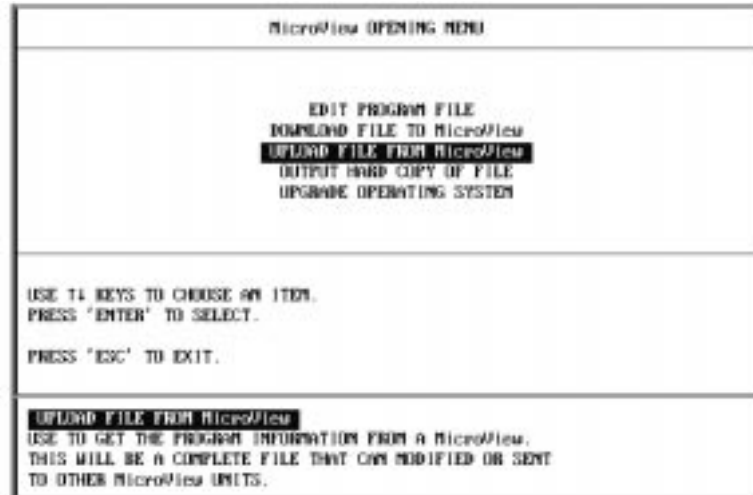 MicroView OPENING MENU
EDIT PROGRAM FILE
DOWNLOAD FILE TO MicroView
UPLOAD FILE FROM MicroView
OUTPUT HARD COPY OF FILE
UPGRADE OPERATING SYSTEM
USE ↑↓ KEYS TO CHOOSE AN ITEM.
PRESS 'ENTER' TO SELECT.
PRESS 'ESC' TO EXIT.
UPLOAD FILE FROM MicroView
USE TO GET THE PROGRAM INFORMATION FROM A MicroView.
THIS WILL BE A COMPLETE FILE THAT CAN MODIFIED OR SENT
TO OTHER MicroView UNITS.